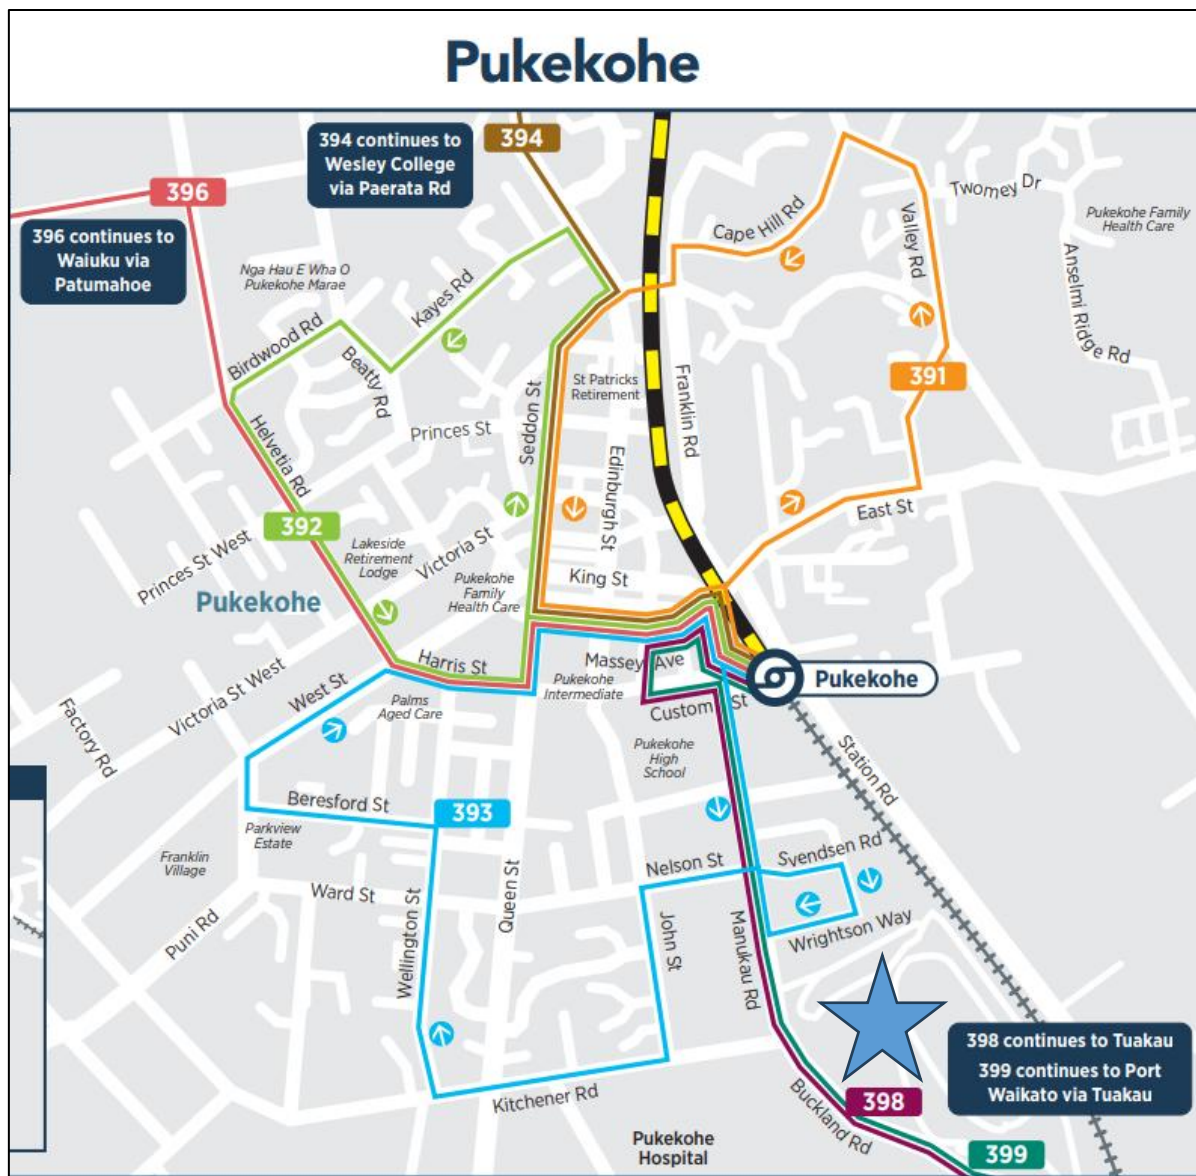 Pukekohe
394 continues to
Wesley College
via Paerata Rd
394
396
396 continues to
Waiuku via
Patumahoe
Nga Hau E Wha O
Pukekohe Marae
Kayes Rd
Birdwood Rd
Beatty Rd
Cape Hill Rd
Valley Rd
Twomey Dr
Pukekohe Family
Health Care
Anselmi Ridge Rd
391
St Patricks
Retirement
Franklin Rd
Seddon St
Princes St
Helvetia Rd
Edinburgh St
East St
392
Princes St West
Lakeside
Retirement
Lodge
Victoria St
Pukekohe
Family
Health Care
King St
Pukekohe
Harris St
Massey Ave
Pukekohe
Intermediate
Pukekohe
Custom St
Victoria St West
West St
Palms
Aged Care
Factory Rd
Pukekohe
High
School
Station Rd
Beresford St
393
Parkview
Estate
Franklin
Village
Svendsen Rd
Nelson St
Ward St
Queen St
Puni Rd
Wellington St
John St
Manukau Rd
Wrightson Way
398 continues to Tuakau
399 continues to Port
Waikato via Tuakau
Kitchener Rd
Buckland Rd
398
Pukekohe
Hospital
399